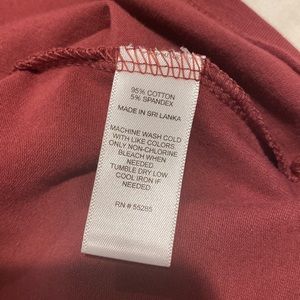 95% COTTON
5% SPANDEX
MADE IN SRI LANKA
MACHINE WASH COLD
WITH LIKE COLORS
ONLY NON-CHLORINE
BLEACH WHEN
NEEDED
TUMBLE DRY LOW
COOL IRON IF
NEEDED
RN # 55285